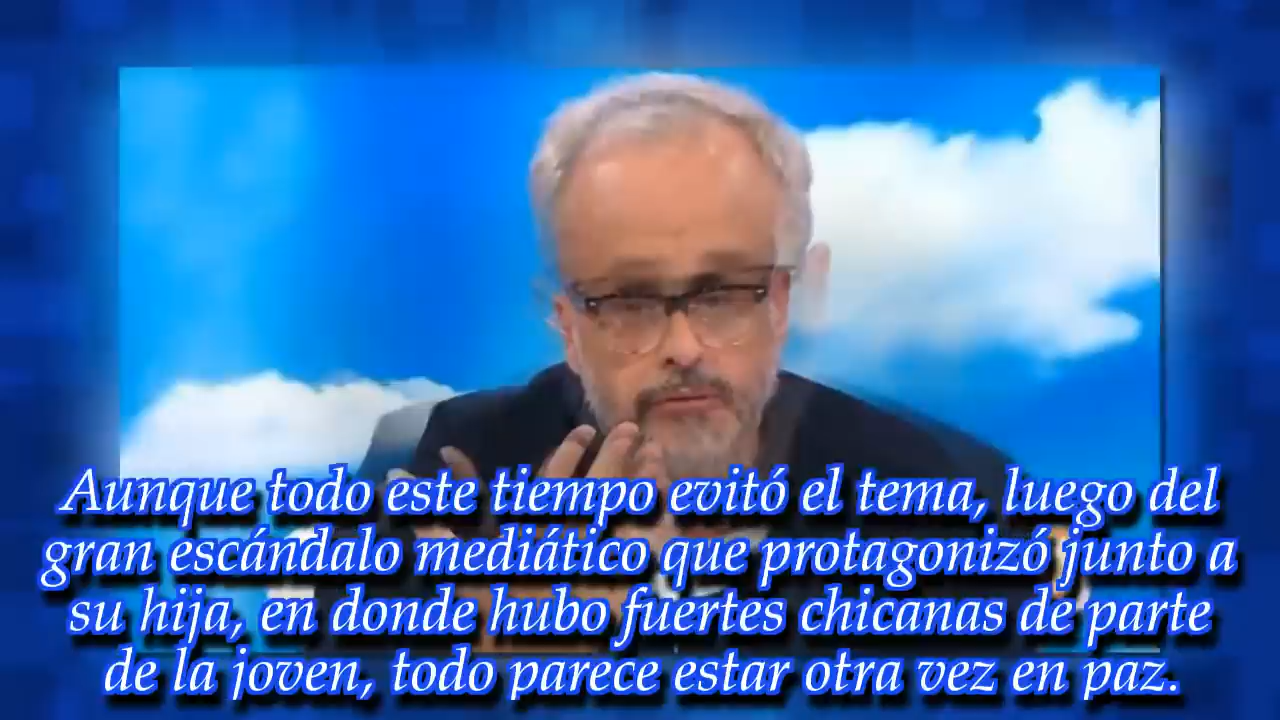 Aunque todo este tiempo evitó el tema, luego del
gran escándalo mediático que protagonizó junto a
su hija, en donde hubo fuertes chicanas de parte
de la joven, todo parece estar otra vez en paz.